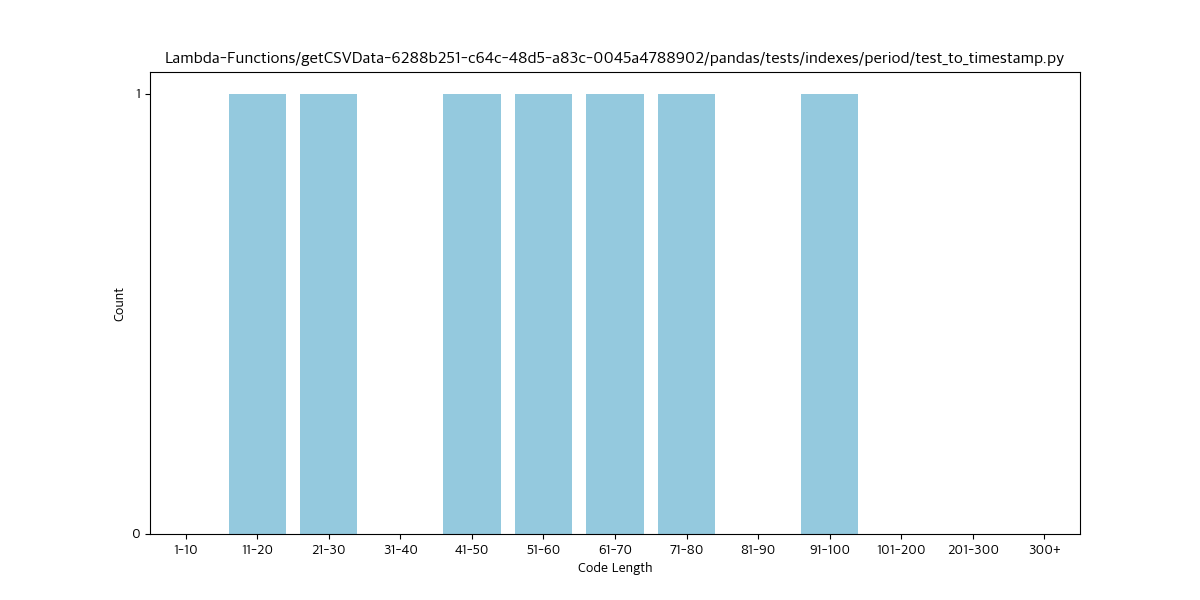 Lambda-Functions/getCSVData-6288b251-c64c-48d5-a83c-0045a4788902/pandas/tests/indexes/period/test_to_timestamp.py
1
Count
0
1-10 11-20 21-30 31-40 41-50 51-60 61-70 71-80 81-90 91-100 101-200 201-300 300+
Code Length